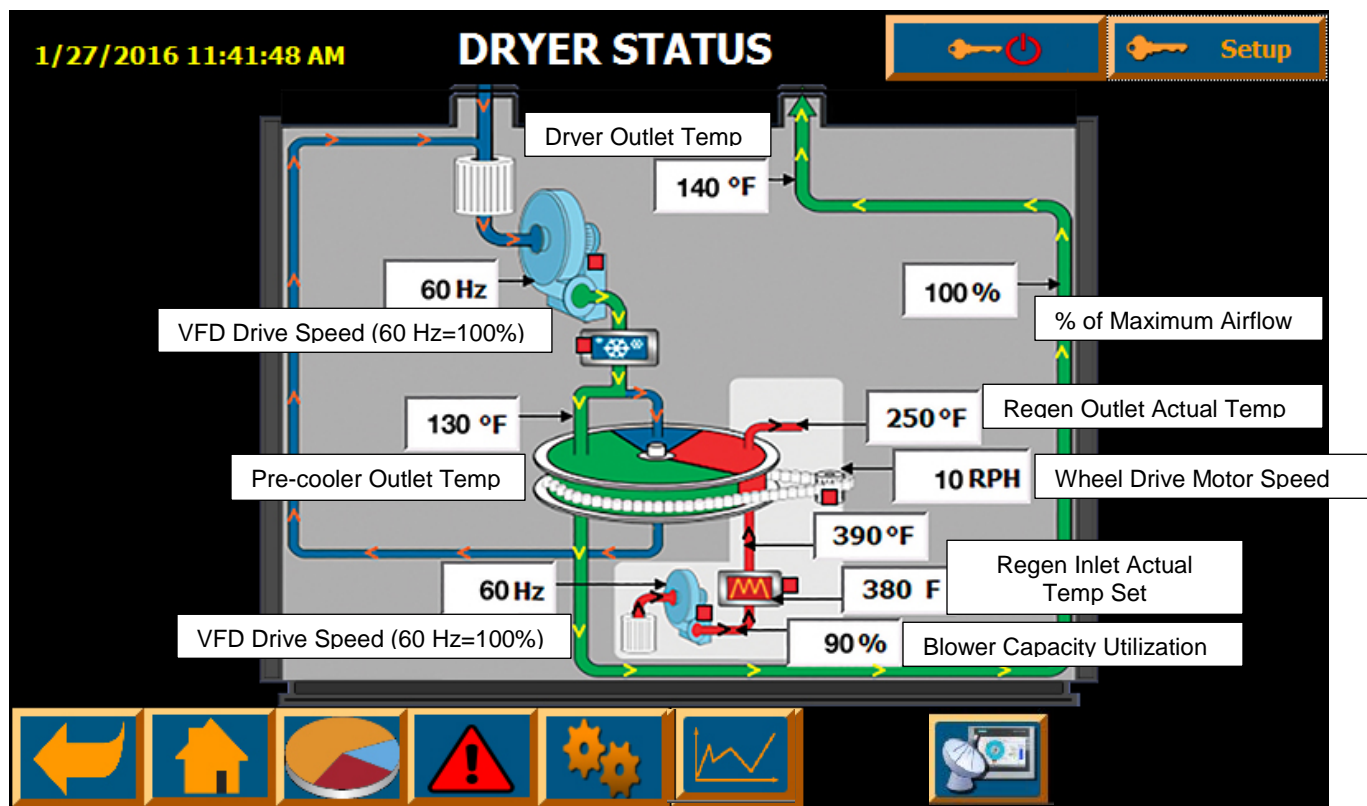 1/27/2016 11:41:48 AM
DRYER STATUS
Setup
Dryer Outlet Temp
140 °F
60 Hz
100 %
VFD Drive Speed (60 Hz=100%)
% of Maximum Airflow
130 °F
250 °F
Regen Outlet Actual Temp
Pre-cooler Outlet Temp
10 RPH
Wheel Drive Motor Speed
390 °F
Regen Inlet Actual
Temp Set
60 Hz
380 F
VFD Drive Speed (60 Hz=100%)
90 %
Blower Capacity Utilization